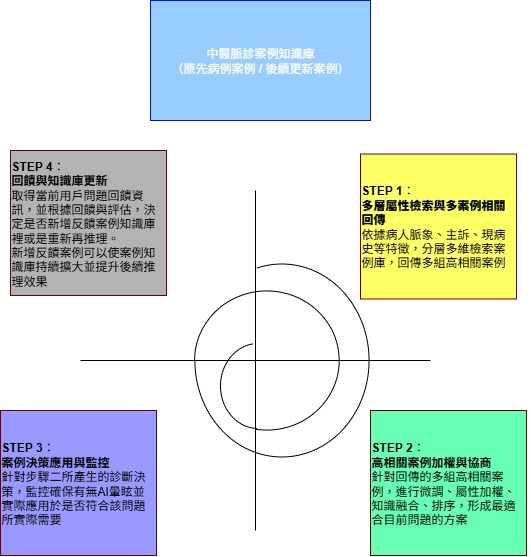 中醫脈診案例知識庫
（原先病例案例 / 後續更新案例）
STEP 4：
回饋與知識庫更新
取得當前用戶問題回饋資
訊，並根據回饋與評估，決
定是否新增反饋案例知識庫
裡或是重新再推理。
新增反饋案例可以使案例知
識庫持續擴大並提升後續推
理效果
STEP 1：
多層屬性檢索與多案例相關
回傳
依據病人脈象、主訴、現病
史等特徵，分層多維檢索案
例庫，回傳多組高相關案例
STEP 3：
案例決策應用與監控
針對步驟二所產生的診斷決
策，監控確保有無AI暈眩並
實際應用於是否符合該問題
所實際需要
STEP 2：
高相關案例加權與協商
針對回傳的多組高相關案
例，進行微調、屬性加權、
知識融合、排序，形成最適
合目前問題的方案